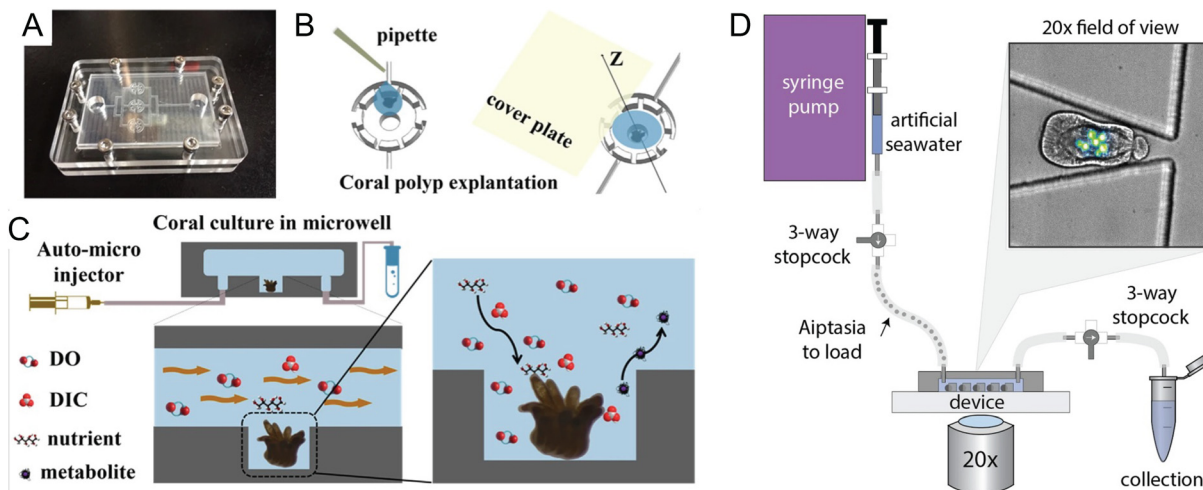 A
B
pipette
cover plate
Z
Coral polyp explantation
C
Coral culture in microwell
Auto-micro
injector
DO
DIC
nutrient
metabolite
D
syringe
pump
artificial
seawater
3-way
stopcock
Aiptasia
to load
20x field of view
3-way
stopcock
device
20x
collection